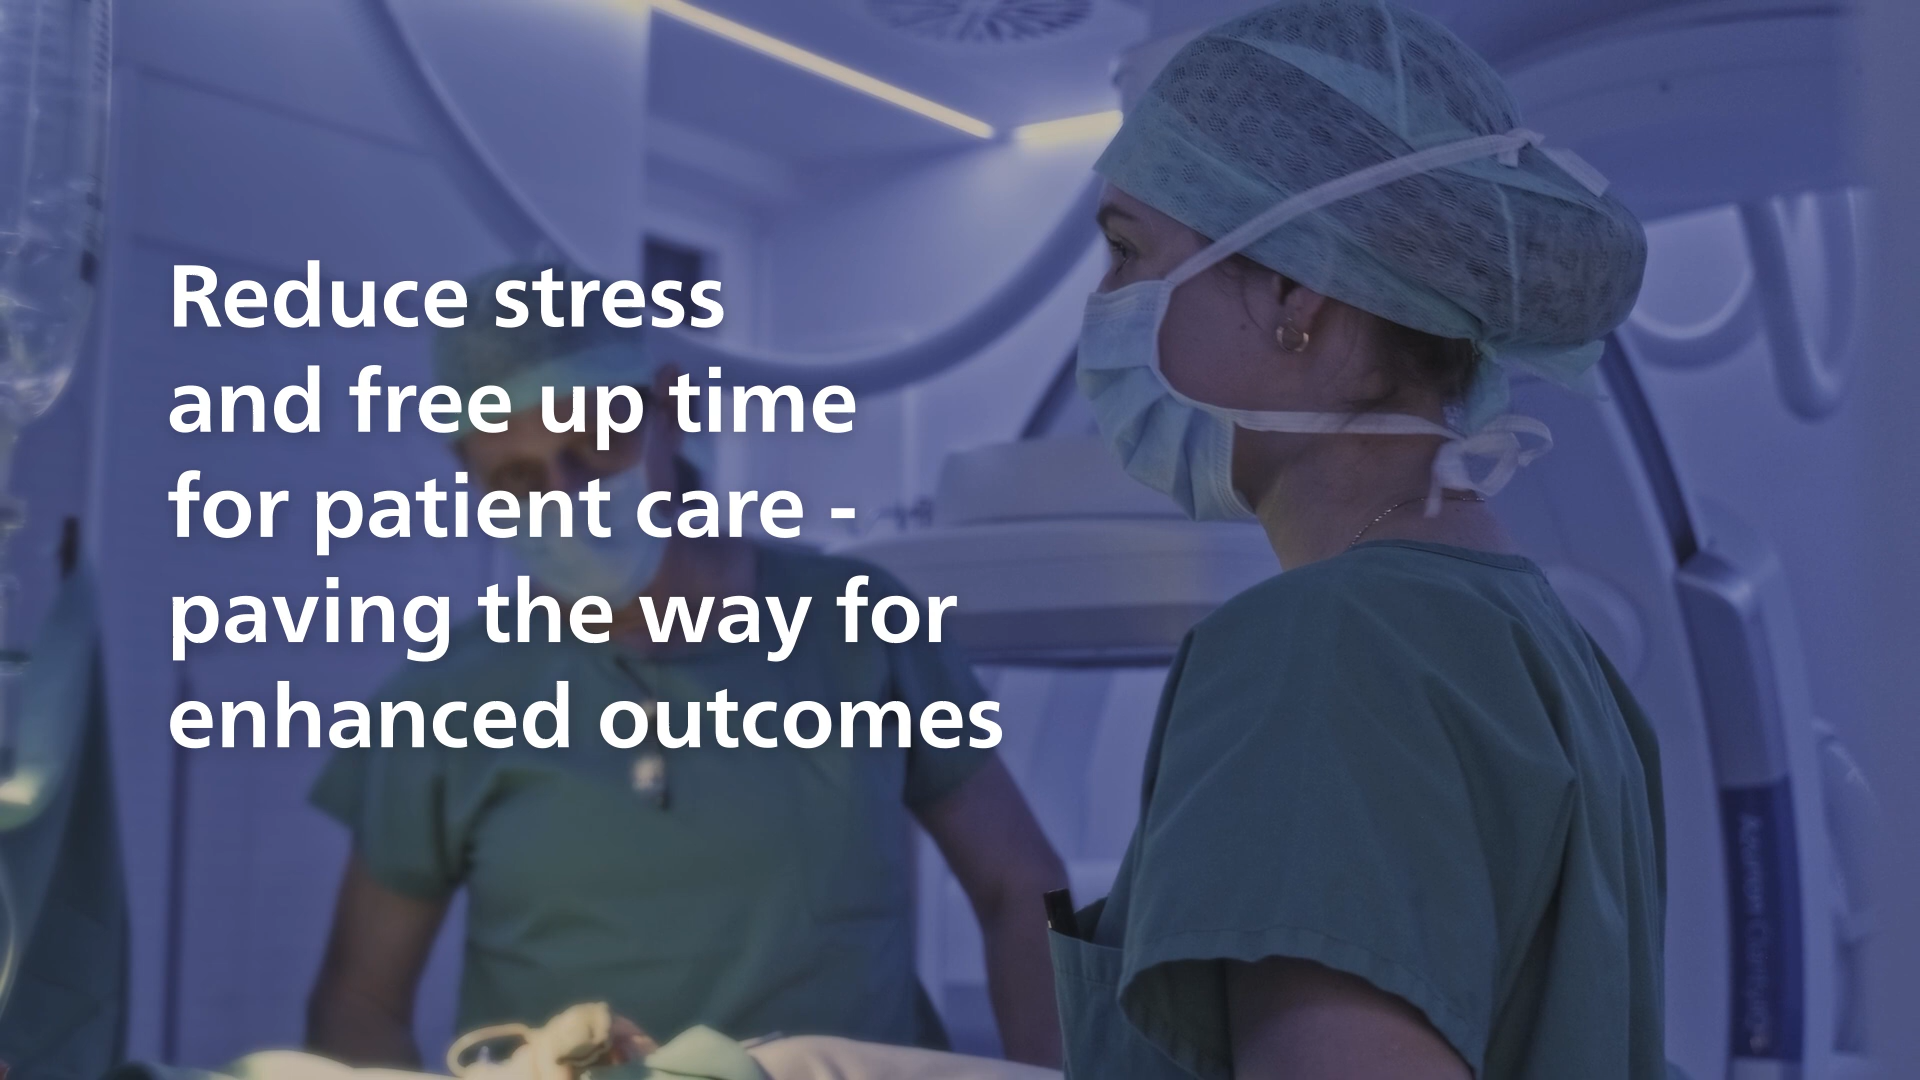 Reduce stress
and free up time
for patient care -
paving the way for
enhanced outcomes